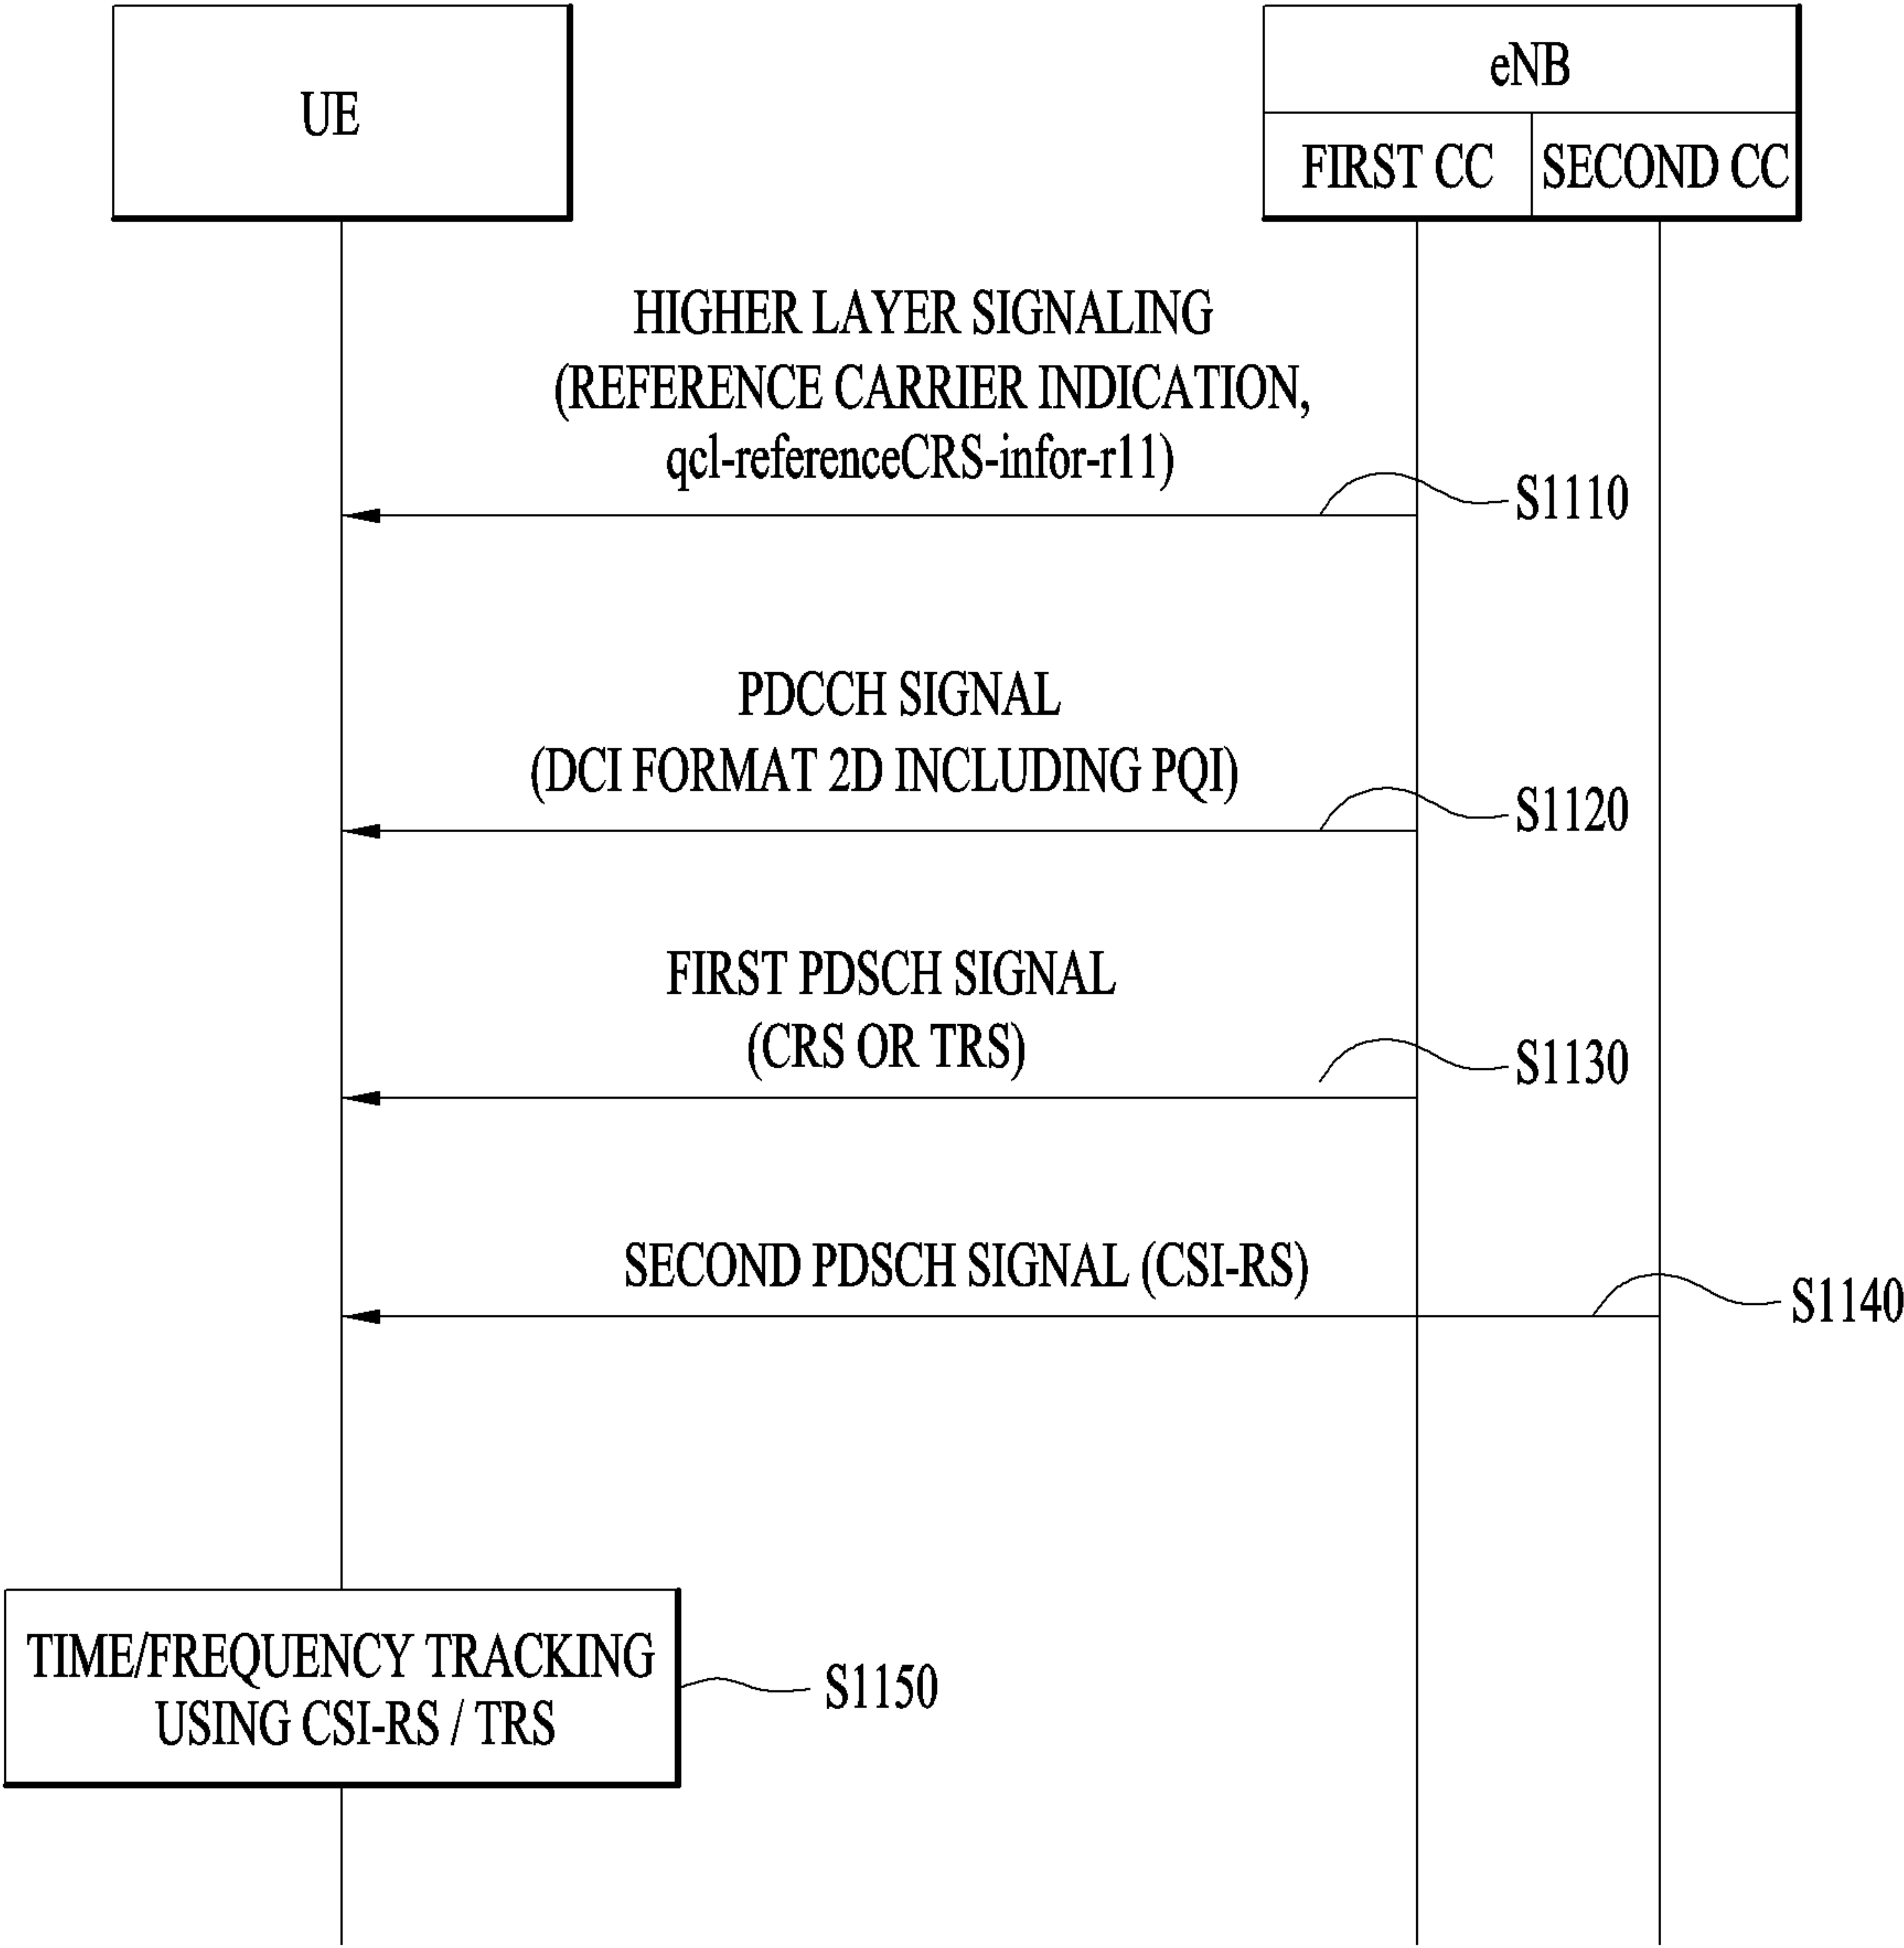 UE
eNB
FIRST CC
SECOND CC
HIGHER LAYER SIGNALING
(REFERENCE CARRIER INDICATION,
qcl-referenceCRS-infor-r11)
S1110
PDCCH SIGNAL
(DCI FORMAT 2D INCLUDING PQI)
S1120
FIRST PDSCH SIGNAL
(CRS OR TRS)
S1130
SECOND PDSCH SIGNAL (CSI-RS)
S1140
TIME/FREQUENCY TRACKING
USING CSI-RS / TRS
S1150